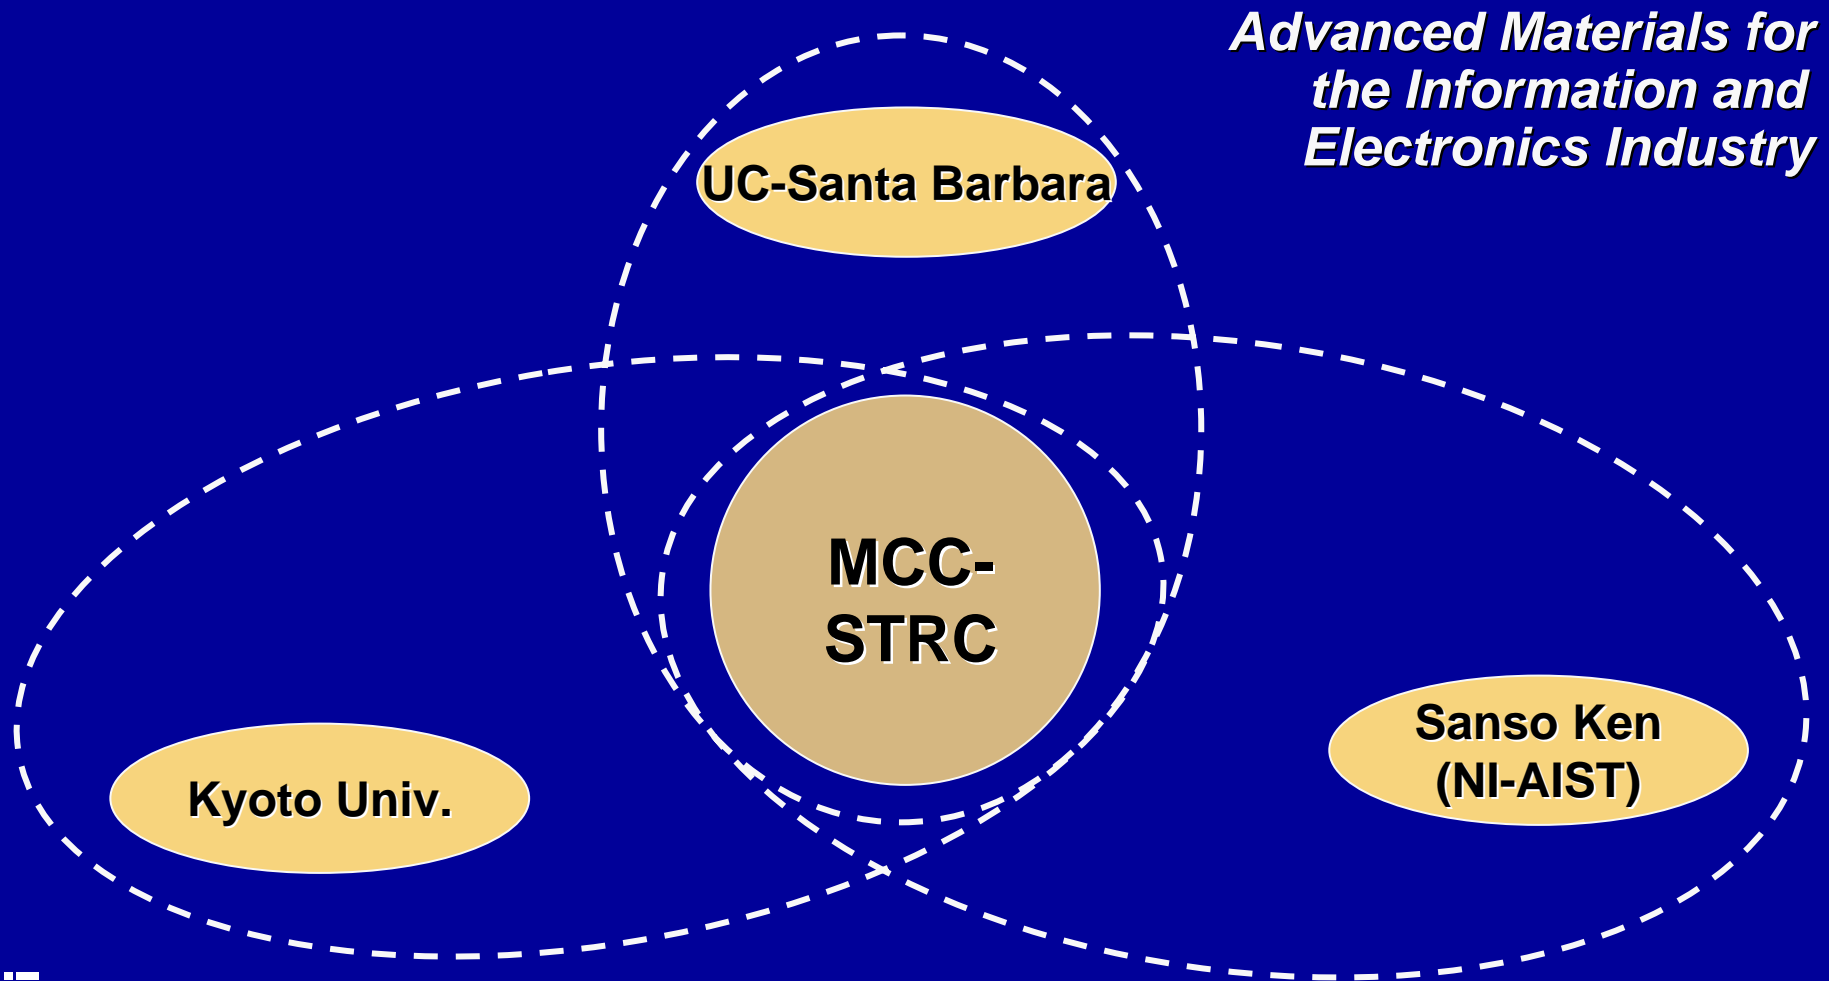 Advanced Materials for
the Information and
Electronics Industry
UC-Santa Barbara
MCC-
STRC
Sanso Ken
(NI-AIST)
Kyoto Univ.